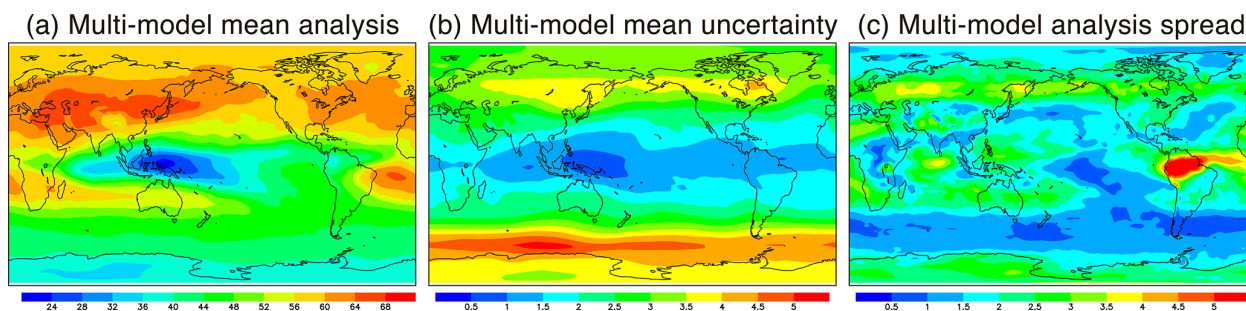 (a) Multi-model mean analysis
(b) Multi-model mean uncertainty
(c) Multi-model analysis spread
24 28 32 36 40 44 48 52 56 60 64 68
0.5 1 1.5 2 2.5 3 3.5 4 4.5 5
0.5 1 1.5 2 2.5 3 3.5 4 4.5 5